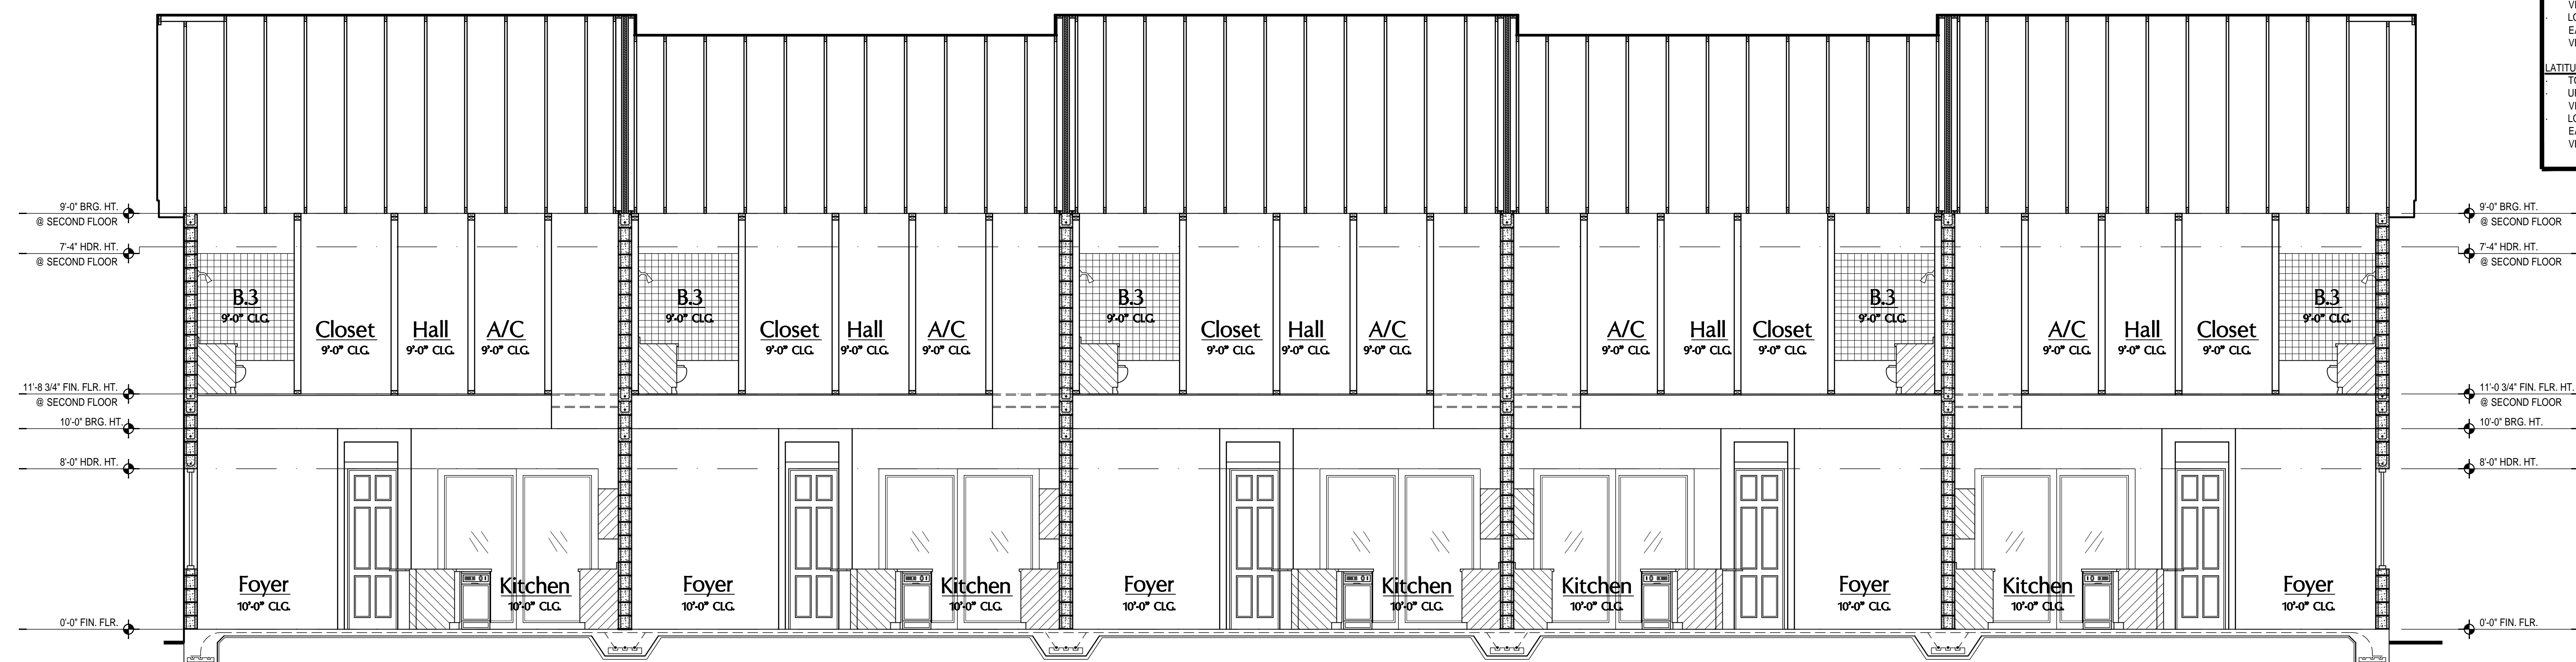 9'-0" BRG. HT.
@ SECOND FLOOR
7'-4" HDR. HT.
@ SECOND FLOOR
11'-8 3/4" FIN. FLR. HT.
@ SECOND FLOOR
10'-0" BRG. HT.
8'-0" HDR. HT.
0'-0" FIN. FLR.
B.3
9'-0" CLG.
Closet
9'-0" CLG.
Hall
9'-0" CLG.
A/C
9'-0" CLG.
B.3
9'-0" CLG.
Closet
9'-0" CLG.
Hall
9'-0" CLG.
A/C
9'-0" CLG.
B.3
9'-0" CLG.
Closet
9'-0" CLG.
Hall
9'-0" CLG.
A/C
9'-0" CLG.
A/C
9'-0" CLG.
Hall
9'-0" CLG.
Closet
9'-0" CLG.
B.3
9'-0" CLG.
A/C
9'-0" CLG.
Hall
9'-0" CLG.
Closet
9'-0" CLG.
B.3
9'-0" CLG.
Foyer
10'-0" CLG.
Kitchen
10'-0" CLG.
Foyer
10'-0" CLG.
Kitchen
10'-0" CLG.
Foyer
10'-0" CLG.
Kitchen
10'-0" CLG.
Kitchen
10'-0" CLG.
Foyer
10'-0" CLG.
Kitchen
10'-0" CLG.
Foyer
10'-0" CLG.
9'-0" BRG. HT.
@ SECOND FLOOR
7'-4" HDR. HT.
@ SECOND FLOOR
11'-0 3/4" FIN. FLR. HT.
@ SECOND FLOOR
10'-0" BRG. HT.
8'-0" HDR. HT.
0'-0" FIN. FLR.